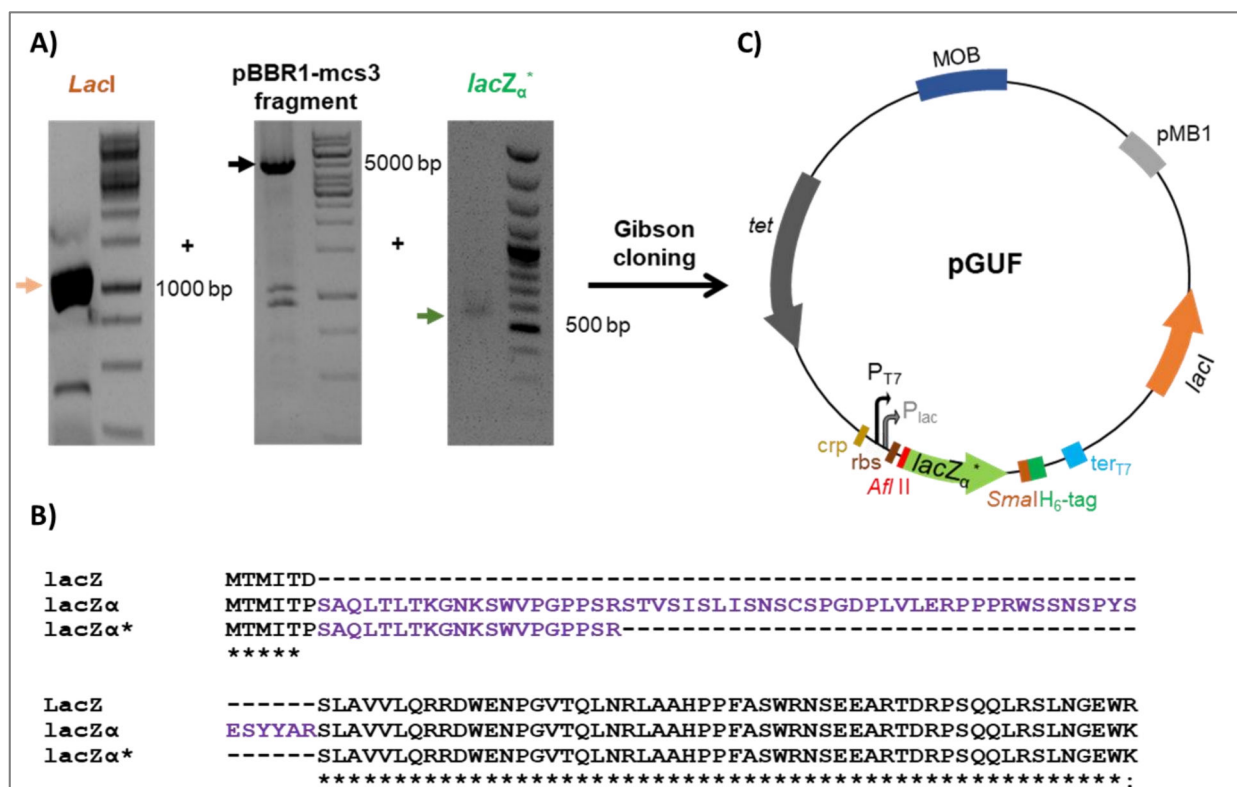 A)
LacI
+
1000 bp
pBBR1-mcs3
fragment
5000 bp
+
lacZα*
500 bp
Gibson
cloning
C)
MOB
pMB1
tet
pGUF
lacI
PT7
Plac
crp
rbs
Afl II
lacZα*
SmaI
H6-tag
terT7
B)
lacZ MTMITD----------------------------------------------------
lacZα MTMITPSAQLTLTKGNKSWVPGPPSRSTVSISLISNSCSPGDPLVLERPPPRWSSNSPYS
lacZα* MTMITPSAQLTLTKGNKSWVPGPPSR----------------------------------
*****
LacZ ------SLAVVLQRRDWENPGVTQLNRLAAHPPFASWRNSEEARTDRPSQQLRSLNGEWR
lacZα ESYYARSLAVVLQRRDWENPGVTQLNRLAAHPPFASWRNSEEARTDRPSQQLRSLNGEWK
lacZα* ------SLAVVLQRRDWENPGVTQLNRLAAHPPFASWRNSEEARTDRPSQQLRSLNGEWK
*****************************************************: